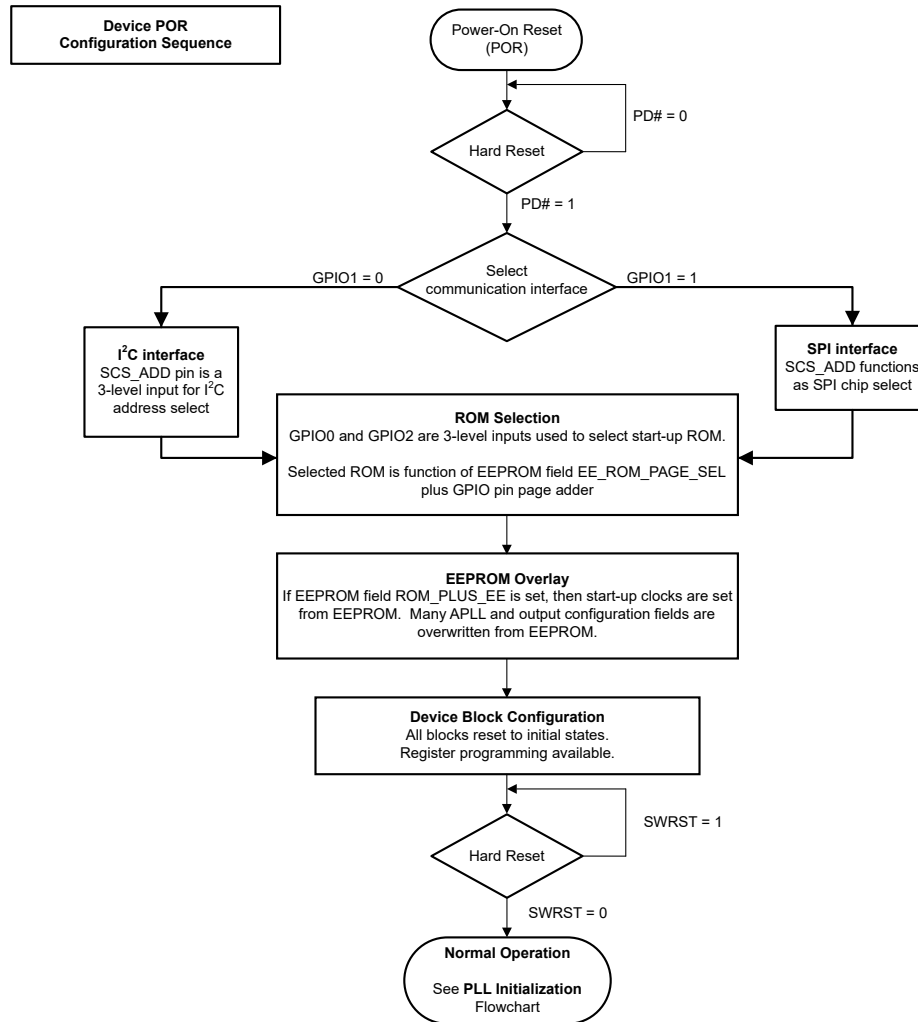 Device POR
Configuration Sequence
Power-On Reset
(POR)
PD# = 0
Hard Reset
PD# = 1
Select
communication interface
GPIO1 = 0
GPIO1 = 1
I²C interface
SCS_ADD pin is a
3-level input for I²C
address select
SPI interface
SCS_ADD functions
as SPI chip select
ROM Selection
GPIO0 and GPIO2 are 3-level inputs used to select start-up ROM.
Selected ROM is function of EEPROM field EE_ROM_PAGE_SEL
plus GPIO pin page adder
EEPROM Overlay
If EEPROM field ROM_PLUS_EE is set, then start-up clocks are set
from EEPROM.  Many APLL and output configuration fields are
overwritten from EEPROM.
Device Block Configuration
All blocks reset to initial states.
Register programming available.
SWRST = 1
Hard Reset
SWRST = 0
Normal Operation
See PLL Initialization
Flowchart